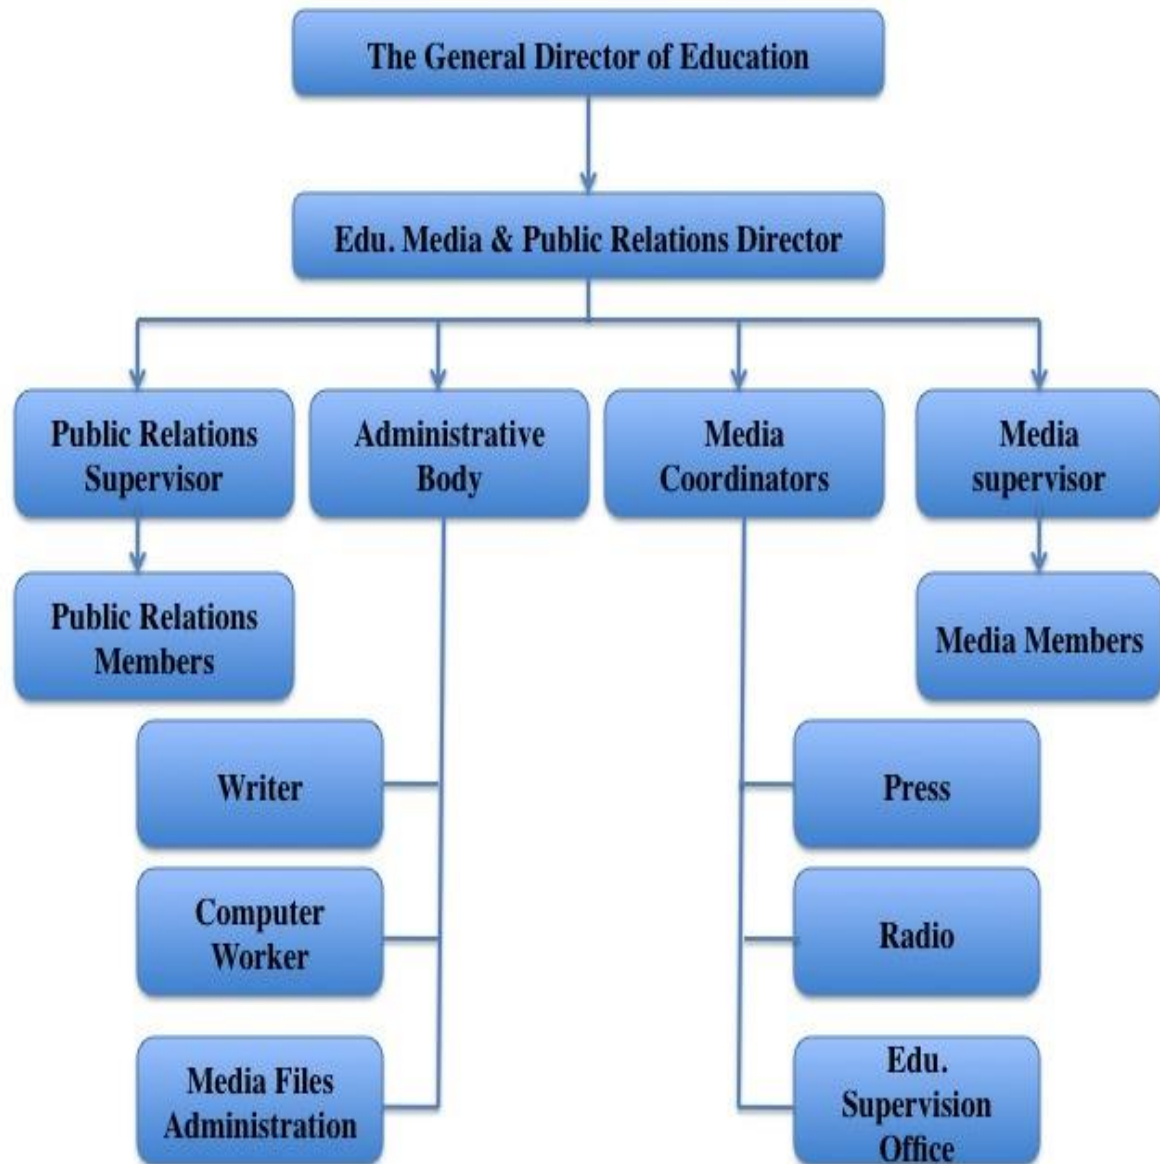 The General Director of Education
Edu. Media & Public Relations Director
Public Relations
Supervisor
Administrative
Body
Media
Coordinators
Media
supervisor
Public Relations
Members
Media Members
Writer
Press
Computer
Worker
Radio
Media Files
Administration
Edu.
Supervision
Office